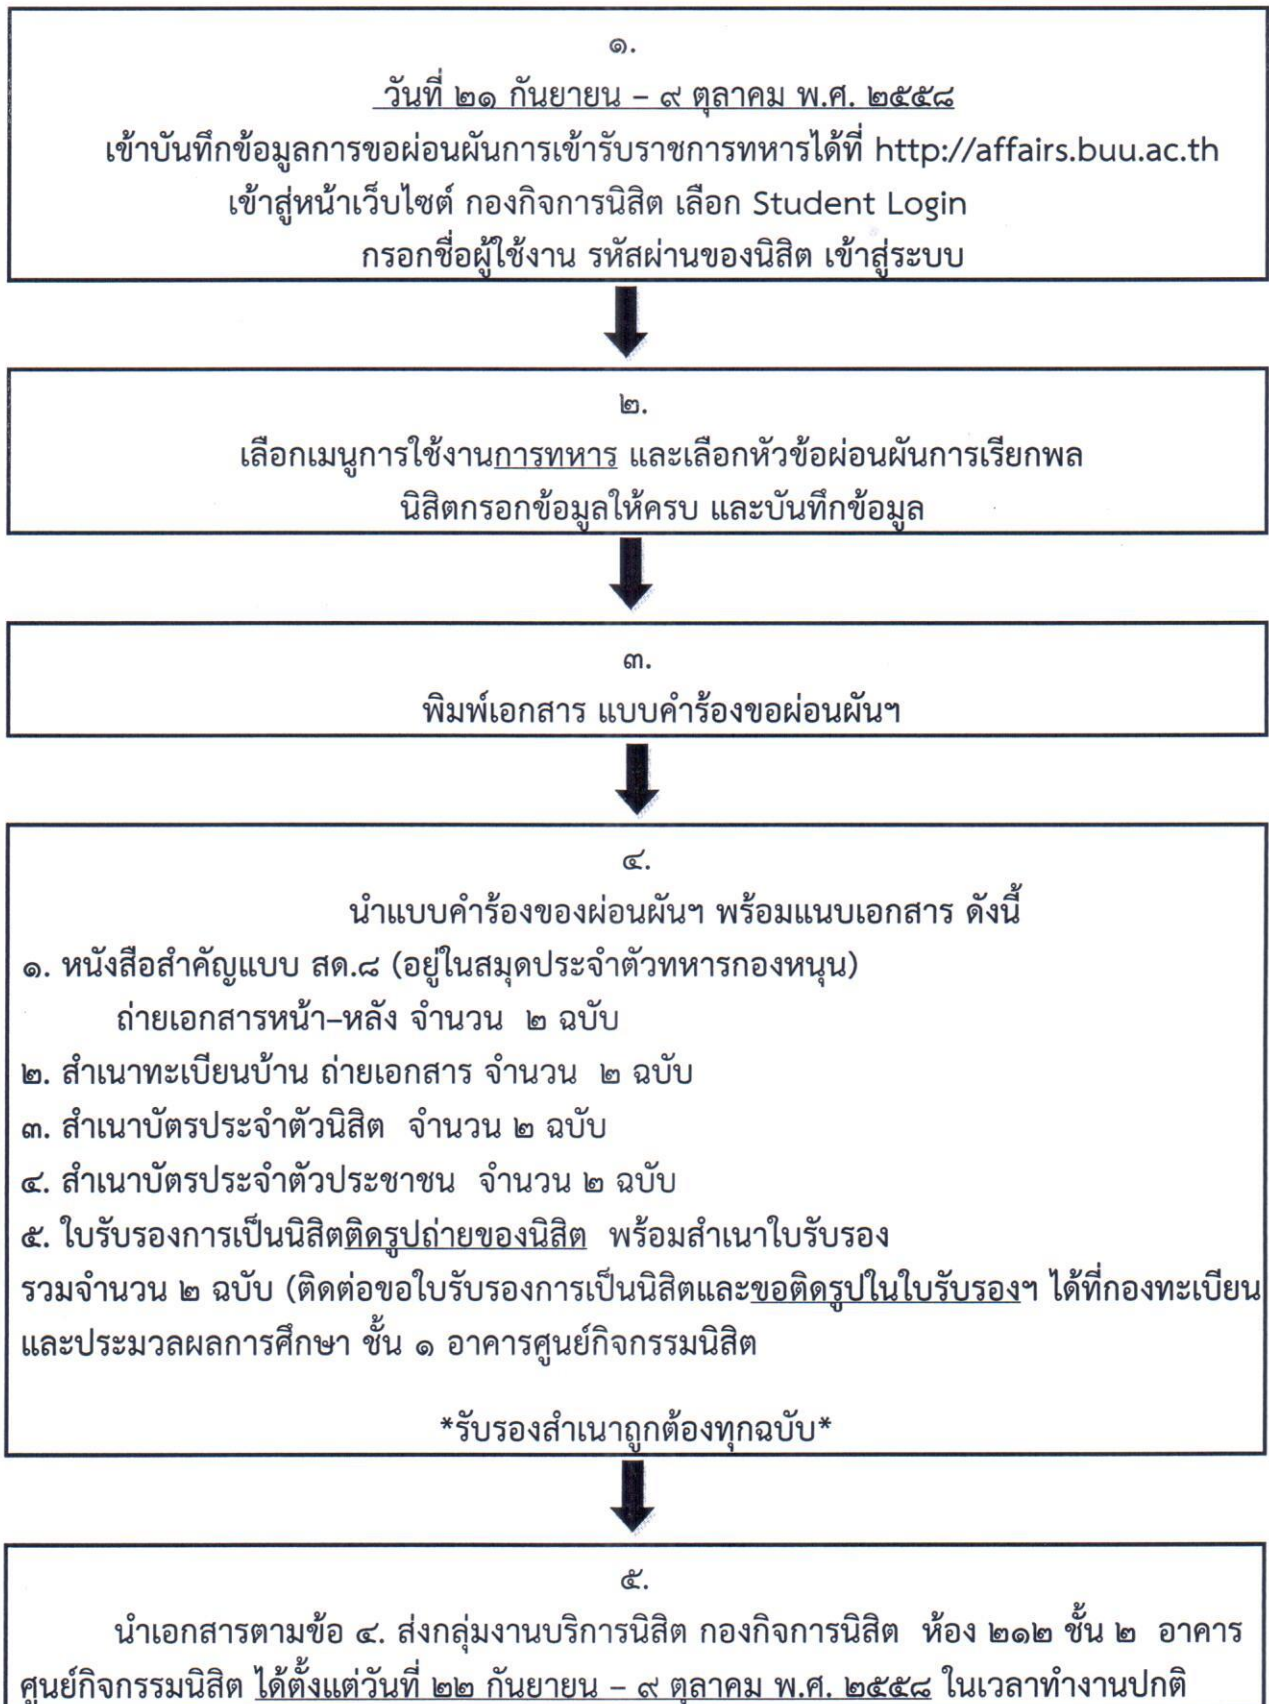 ๑.
วันที่ ๒๑ กันยายน – ๙ ตุลาคม พ.ศ. ๒๕๕๘
เข้าบันทึกข้อมูลการขอผ่อนผันการเข้ารับราชการทหารได้ที่ http://affairs.buu.ac.th
เข้าสู่หน้าเว็บไซต์ กองกิจการนิสิต เลือก Student Login
กรอกชื่อผู้ใช้งาน รหัสผ่านของนิสิต เข้าสู่ระบบ
๒.
เลือกเมนูการใช้งานการทหาร และเลือกหัวข้อผ่อนผันการเรียกพล
นิสิตกรอกข้อมูลให้ครบ และบันทึกข้อมูล
๓.
พิมพ์เอกสาร แบบคำร้องขอผ่อนผันฯ
๔.
นำแบบคำร้องของผ่อนผันฯ พร้อมแนบเอกสาร ดังนี้
๑. หนังสือสำคัญแบบ สด.๘ (อยู่ในสมุดประจำตัวทหารกองหนุน)
ถ่ายเอกสารหน้า–หลัง จำนวน ๒ ฉบับ
๒. สำเนาทะเบียนบ้าน ถ่ายเอกสาร จำนวน ๒ ฉบับ
๓. สำเนาบัตรประจำตัวนิสิต จำนวน ๒ ฉบับ
๔. สำเนาบัตรประจำตัวประชาชน จำนวน ๒ ฉบับ
๕. ใบรับรองการเป็นนิสิตติดรูปถ่ายของนิสิต พร้อมสำเนาใบรับรอง
รวมจำนวน ๒ ฉบับ (ติดต่อขอใบรับรองการเป็นนิสิตและขอติดรูปในใบรับรองฯ ได้ที่กองทะเบียน
และประมวลผลการศึกษา ชั้น ๑ อาคารศูนย์กิจกรรมนิสิต
*รับรองสำเนาถูกต้องทุกฉบับ*
๕.
นำเอกสารตามข้อ ๔. ส่งกลุ่มงานบริการนิสิต กองกิจการนิสิต ห้อง ๒๑๒ ชั้น ๒ อาคาร
ศูนย์กิจกรรมนิสิต ได้ตั้งแต่วันที่ ๒๒ กันยายน – ๙ ตุลาคม พ.ศ. ๒๕๕๘ ในเวลาทำงานปกติ